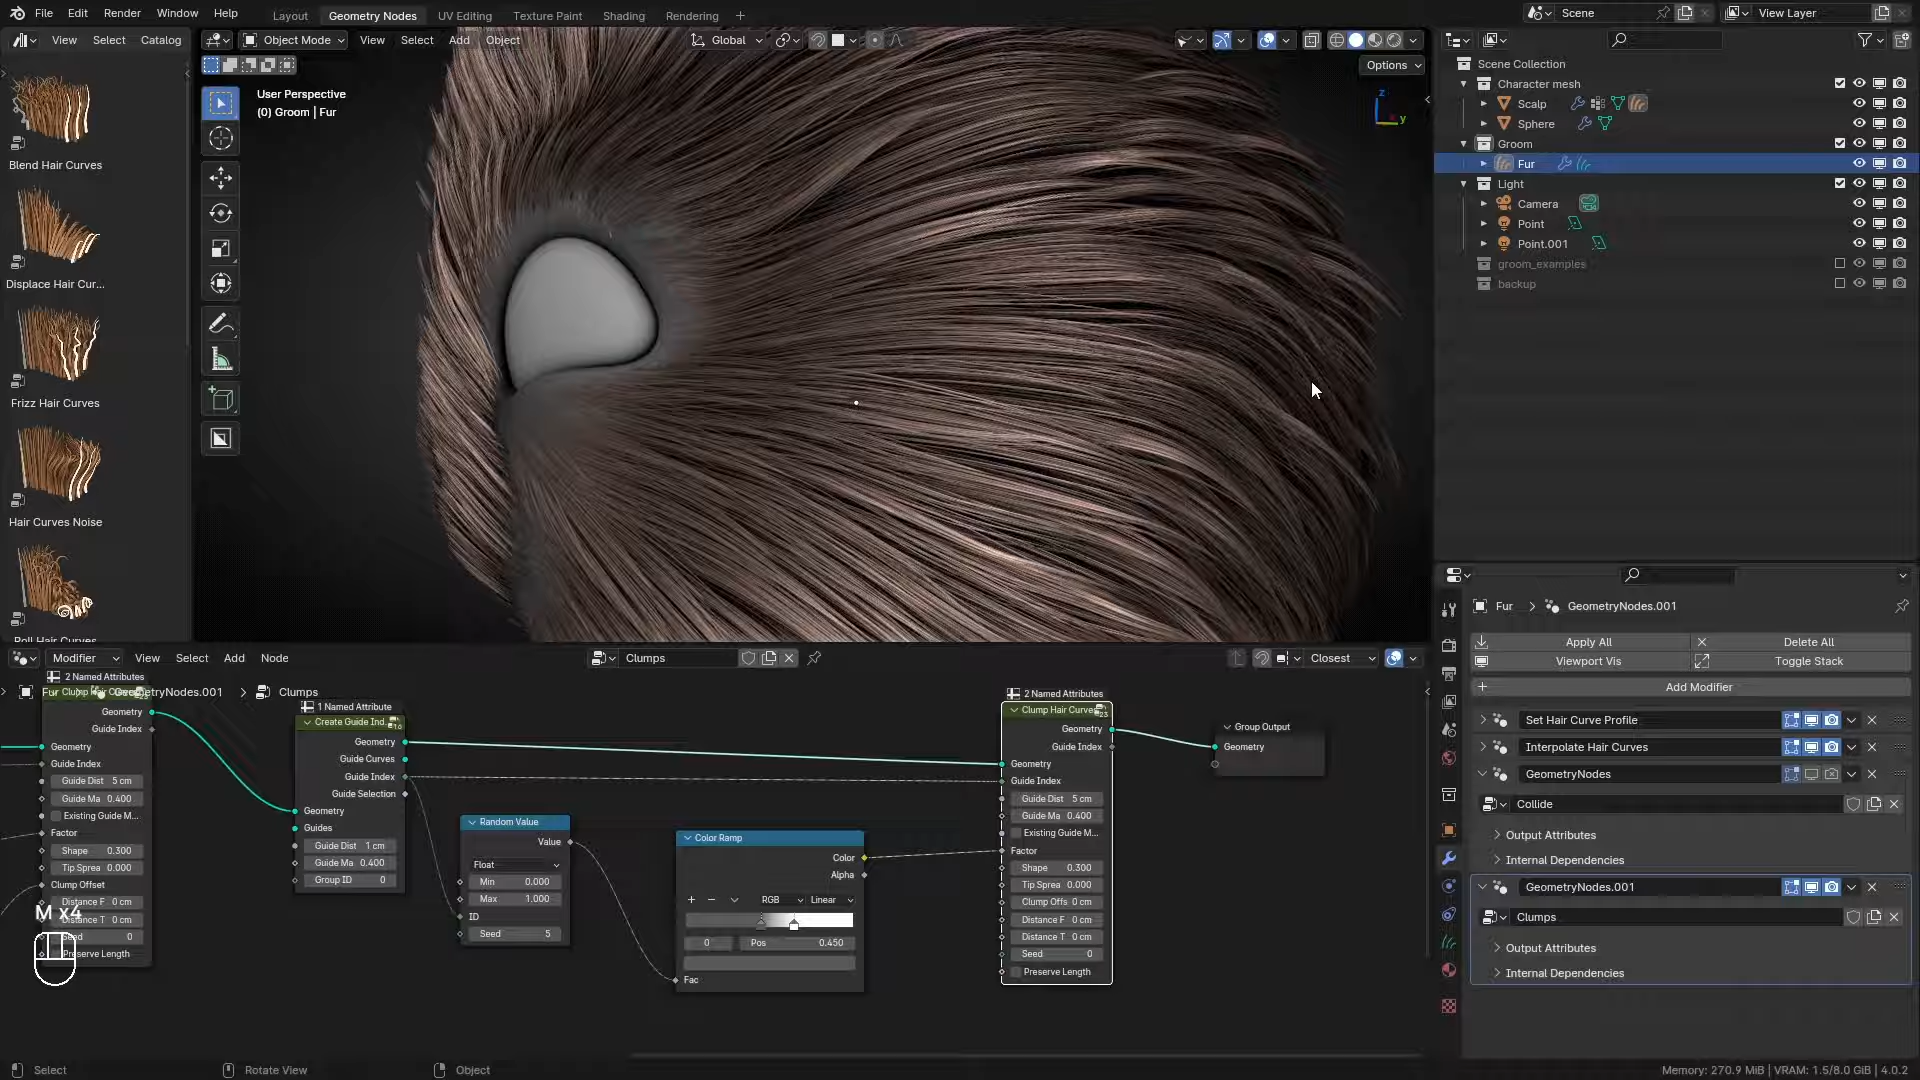 File Edit Render Window Help
Layout Geometry Nodes UV Editing Texture Paint Shading Rendering
Scene View Layer
View Select Catalog
Object Mode View Select Add Object
Global
Options
User Perspective
(0) Groom | Fur
Z
Y
Blend Hair Curves
Displace Hair Cur...
Frizz Hair Curves
Hair Curves Noise
Roll Hair Curves
Scene Collection
Character mesh
Scalp
Sphere
Groom
Fur
Light
Camera
Point
Point.001
groom_examples
backup
Modifier View Select Add Node
Clumps
Closest
GeometryNodes.001 > Clumps
2 Named Attributes
Geometry
Guide Index
Geometry
Guide Index
Guide Dist 5 cm
Guide Ma 0.400
Existing Guide M...
Factor
Shape 0.300
Tip Sprea 0.000
Clump Offset
Distance F 0 cm
Distance T 0 cm
Seed 0
Preserve Length
M x4
1 Named Attribute
Create Guide Ind.
Geometry
Guide Curves
Guide Index
Guide Selection
Geometry
Guides
Guide Dist 1 cm
Guide Ma 0.400
Group ID 0
Random Value
Value
Float
Min 0.000
Max 1.000
ID
Seed 5
Color Ramp
Color
Alpha
RGB Linear
0 Pos 0.450
Fac
2 Named Attributes
Clump Hair Curve
Geometry
Guide Index
Geometry
Guide Index
Guide Dist 5 cm
Guide Ma 0.400
Existing Guide M...
Factor
Shape 0.300
Tip Sprea 0.000
Clump Offs 0 cm
Distance F 0 cm
Distance T 0 cm
Seed 0
Preserve Length
Group Output
Geometry
Fur > GeometryNodes.001
Apply All Delete All
Viewport Vis Toggle Stack
Add Modifier
Set Hair Curve Profile
Interpolate Hair Curves
GeometryNodes
Collide
Output Attributes
Internal Dependencies
GeometryNodes.001
Clumps
Output Attributes
Internal Dependencies
Select Rotate View Object
Memory: 270.9 MiB | VRAM: 1.5/8.0 GiB | 4.0.2